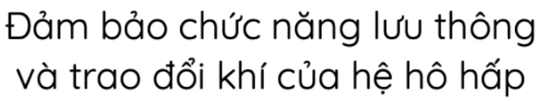 Đảm bảo chức năng lưu thông
và trao đổi khí của hệ hô hấp